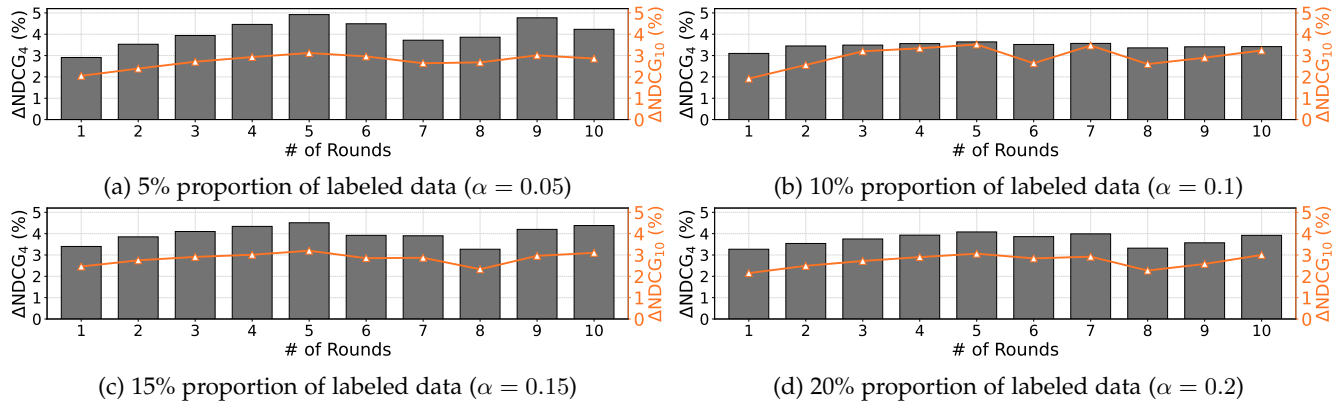 5
4
3
2
1
0
ΔNDCG₄ (%)
1 2 3 4 5 6 7 8 9 10
# of Rounds
5
4
3
2
1
0
ΔNDCG₁₀ (%)
(a) 5% proportion of labeled data (α = 0.05)
5
4
3
2
1
0
ΔNDCG₄ (%)
1 2 3 4 5 6 7 8 9 10
# of Rounds
5
4
3
2
1
0
ΔNDCG₁₀ (%)
(b) 10% proportion of labeled data (α = 0.1)
5
4
3
2
1
0
ΔNDCG₄ (%)
1 2 3 4 5 6 7 8 9 10
# of Rounds
5
4
3
2
1
0
ΔNDCG₁₀ (%)
(c) 15% proportion of labeled data (α = 0.15)
5
4
3
2
1
0
ΔNDCG₄ (%)
1 2 3 4 5 6 7 8 9 10
# of Rounds
5
4
3
2
1
0
ΔNDCG₁₀ (%)
(d) 20% proportion of labeled data (α = 0.2)